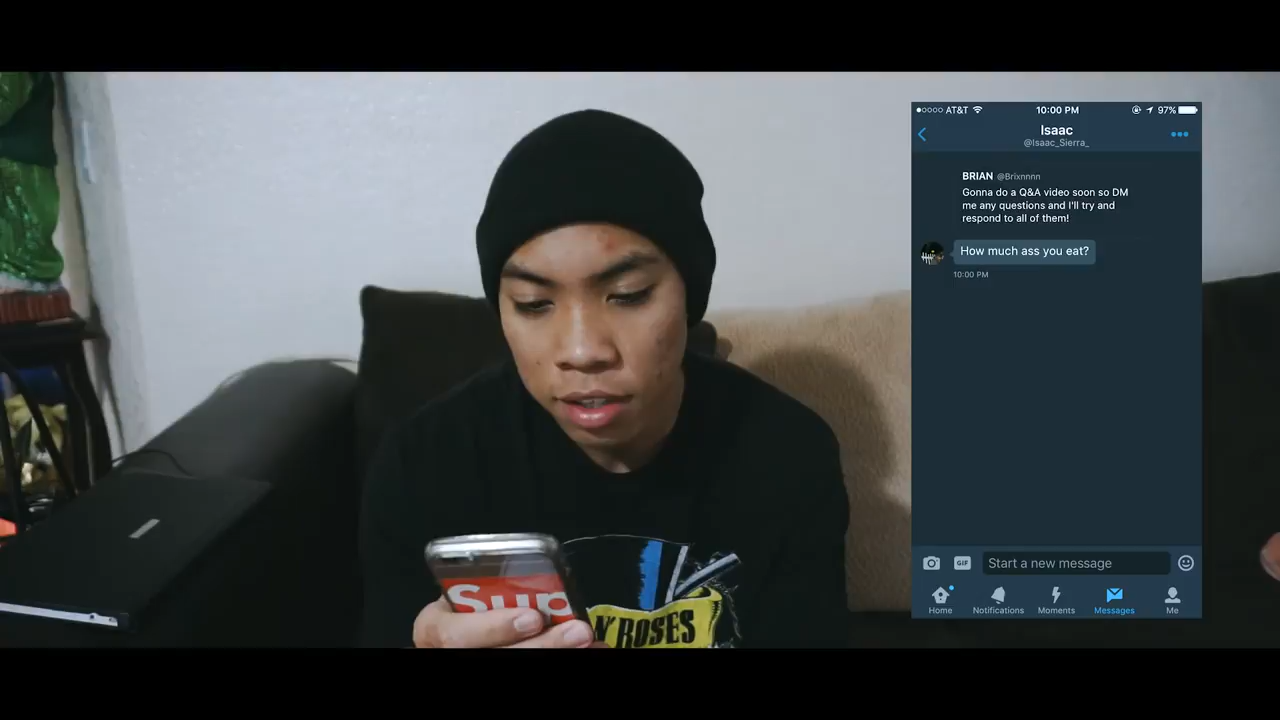 AT&T 10:00 PM 97%
Isaac
@Isaac_Sierra_
BRIAN @Brixnnnn
Gonna do a Q&A video soon so DM
me any questions and I'll try and
respond to all of them!
How much ass you eat?
10:00 PM
GIF Start a new message
Home Notifications Moments Messages Me
Sup
N' ROSES